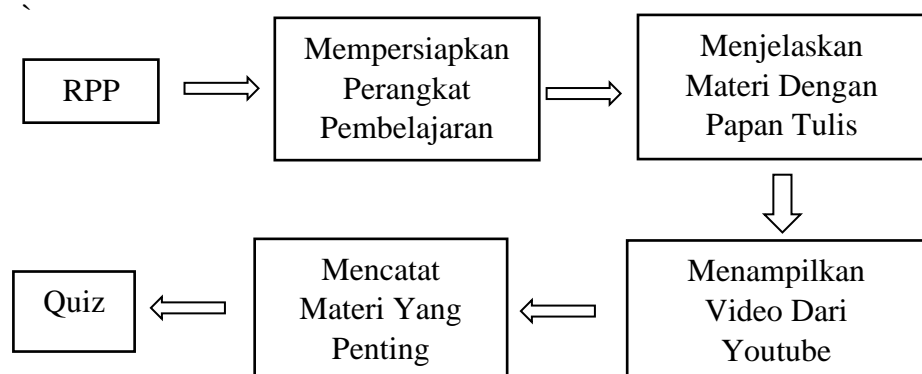 `
RPP
Mempersiapkan
Perangkat
Pembelajaran
Menjelaskan
Materi Dengan
Papan Tulis
Menampilkan
Video Dari
Youtube
Mencatat
Materi Yang
Penting
Quiz